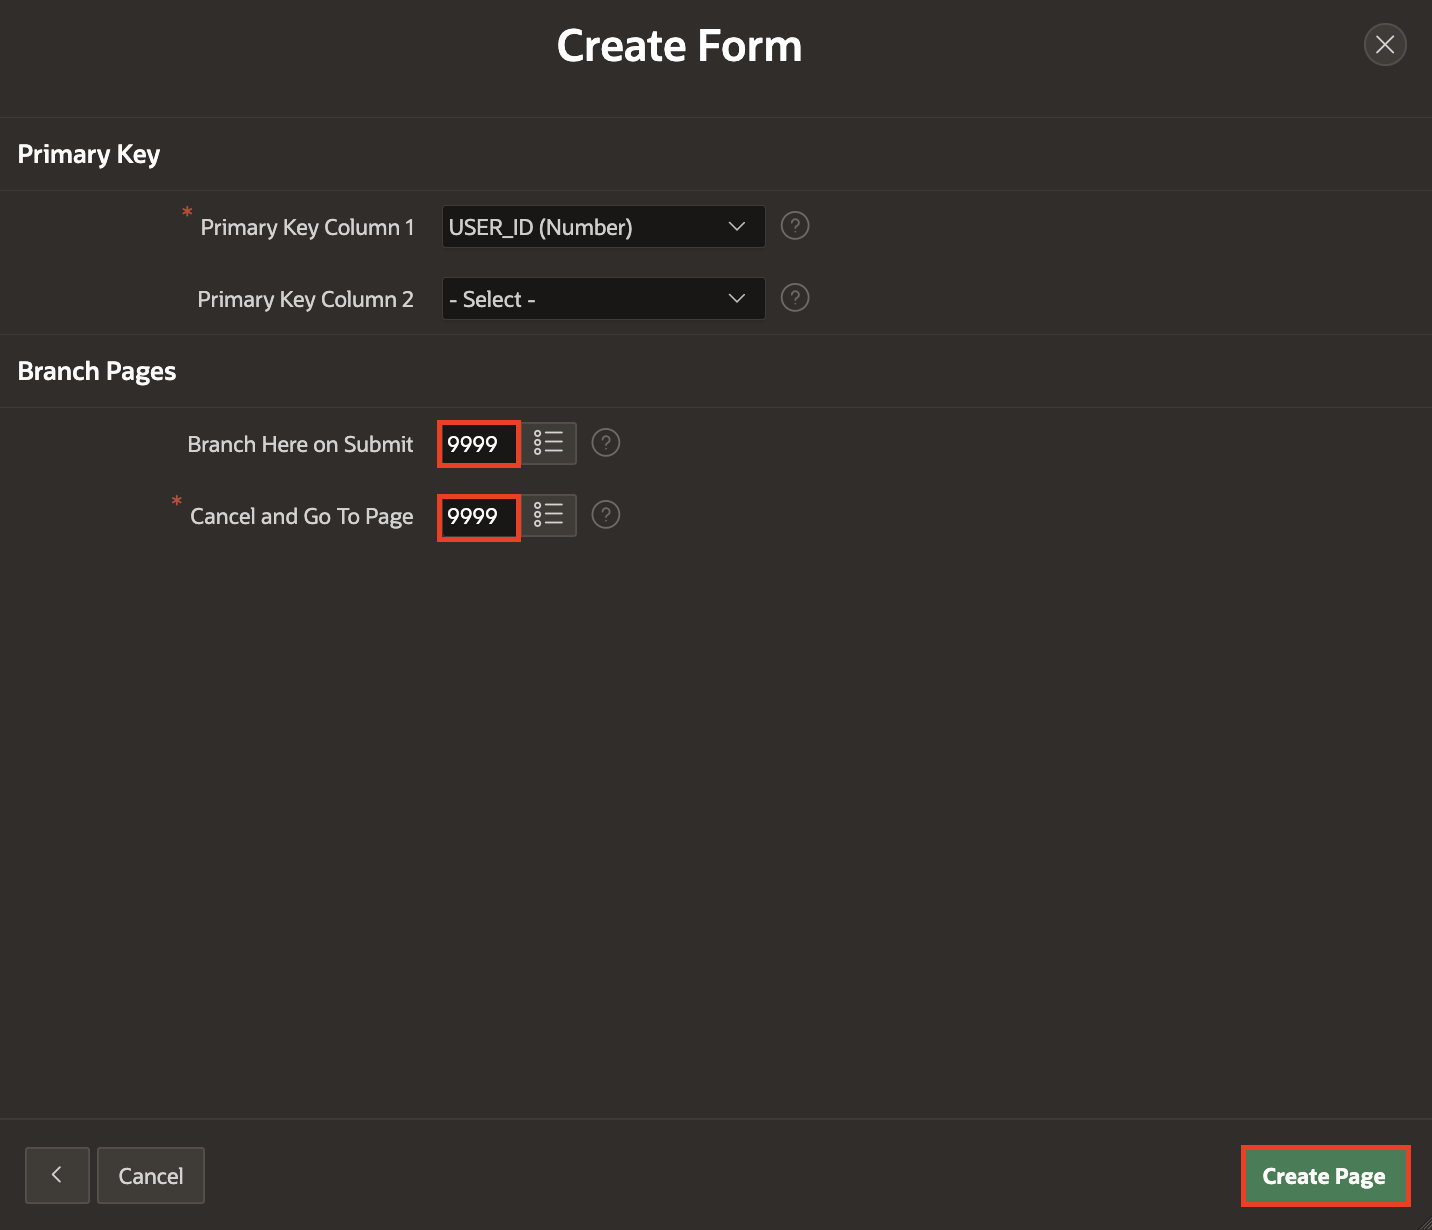 Create Form
Primary Key
* Primary Key Column 1 USER_ID (Number) ?
Primary Key Column 2 - Select - ?
Branch Pages
Branch Here on Submit 9999 ?
* Cancel and Go To Page 9999 ?
Cancel Create Page